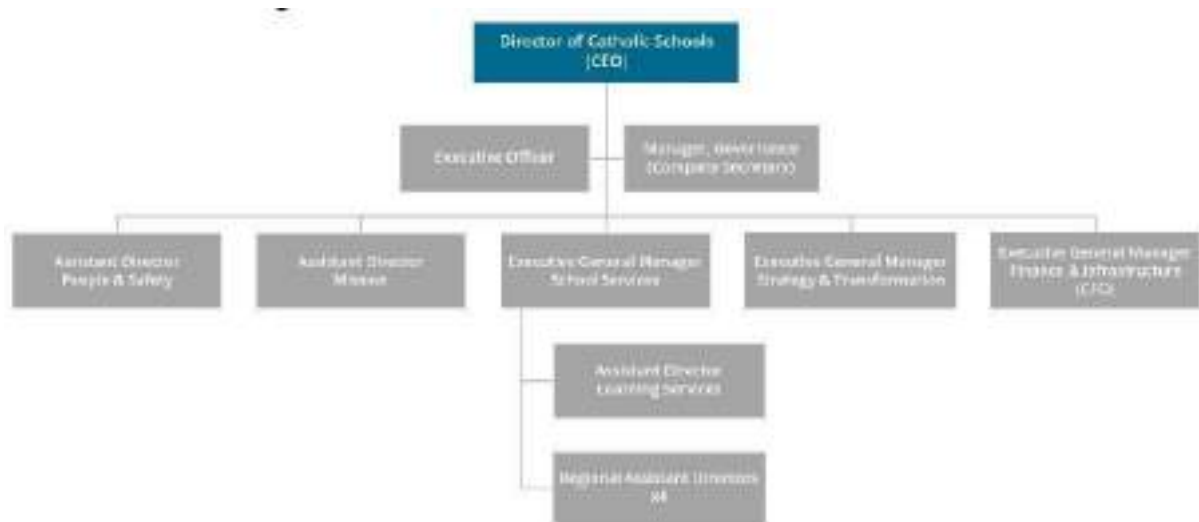 Director of Catholic Schools
(CEO)
Executive Officer
Manager, Governance
(Company Secretary)
Assistant Director
People & Safety
Assistant Director
Mission
Executive General Manager
School Services
Executive General Manager
Strategy & Transformation
Executive General Manager
Finance & Infrastructure
(CFO)
Assistant Director
Learning Services
Regional Assistant Directors
x4